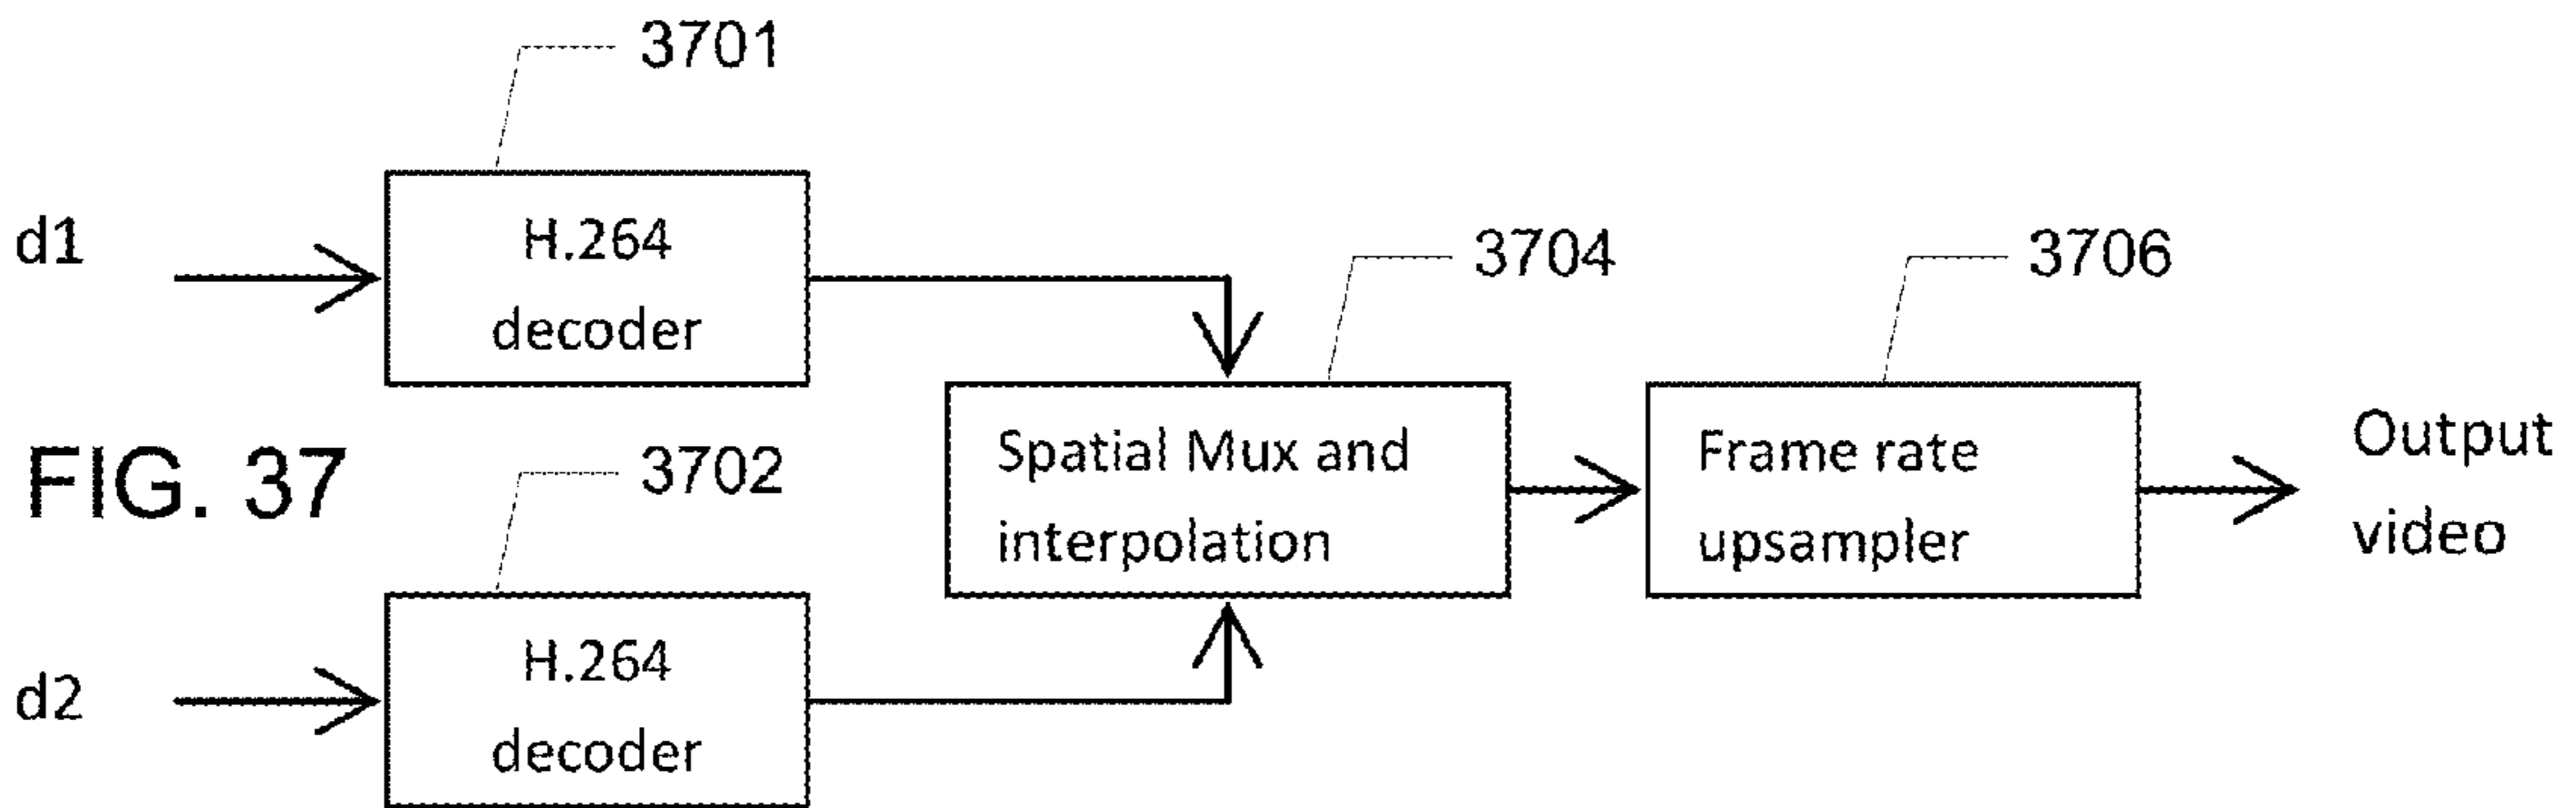 3701
d1
H.264
decoder
3704
3706
FIG. 37
3702
Spatial Mux and
interpolation
Frame rate
upsampler
Output
video
d2
H.264
decoder